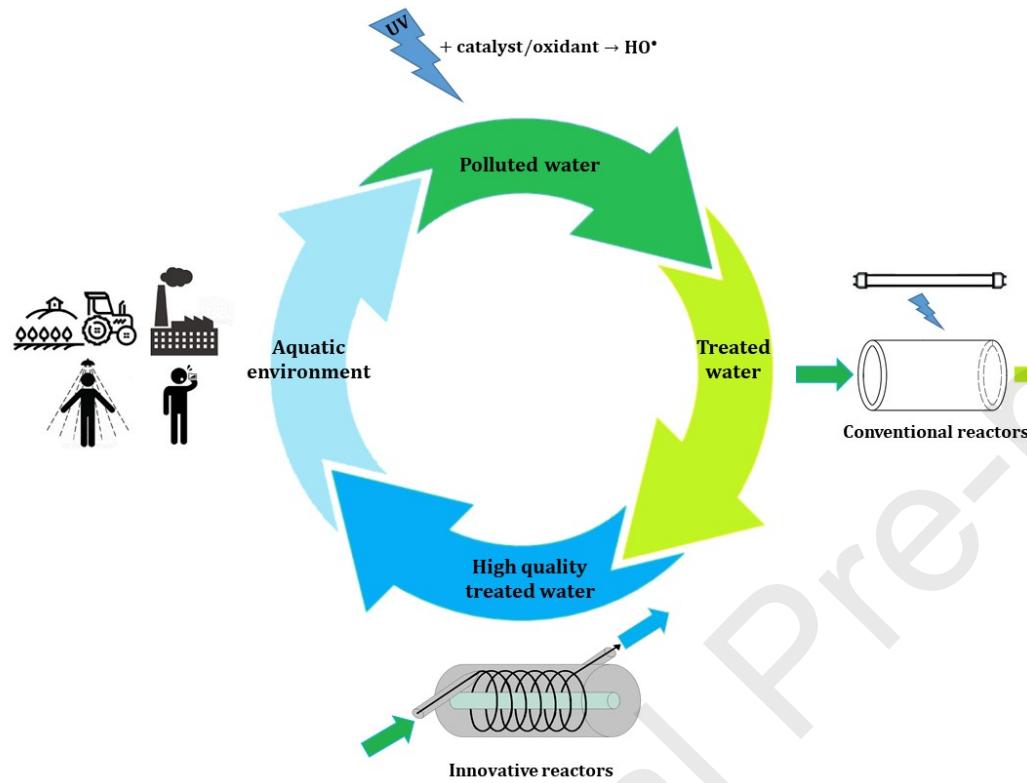 UV
+ catalyst/oxidant → HO•
Polluted water
Aquatic
environment
Treated
water
Conventional reactors
High quality
treated water
Innovative reactors